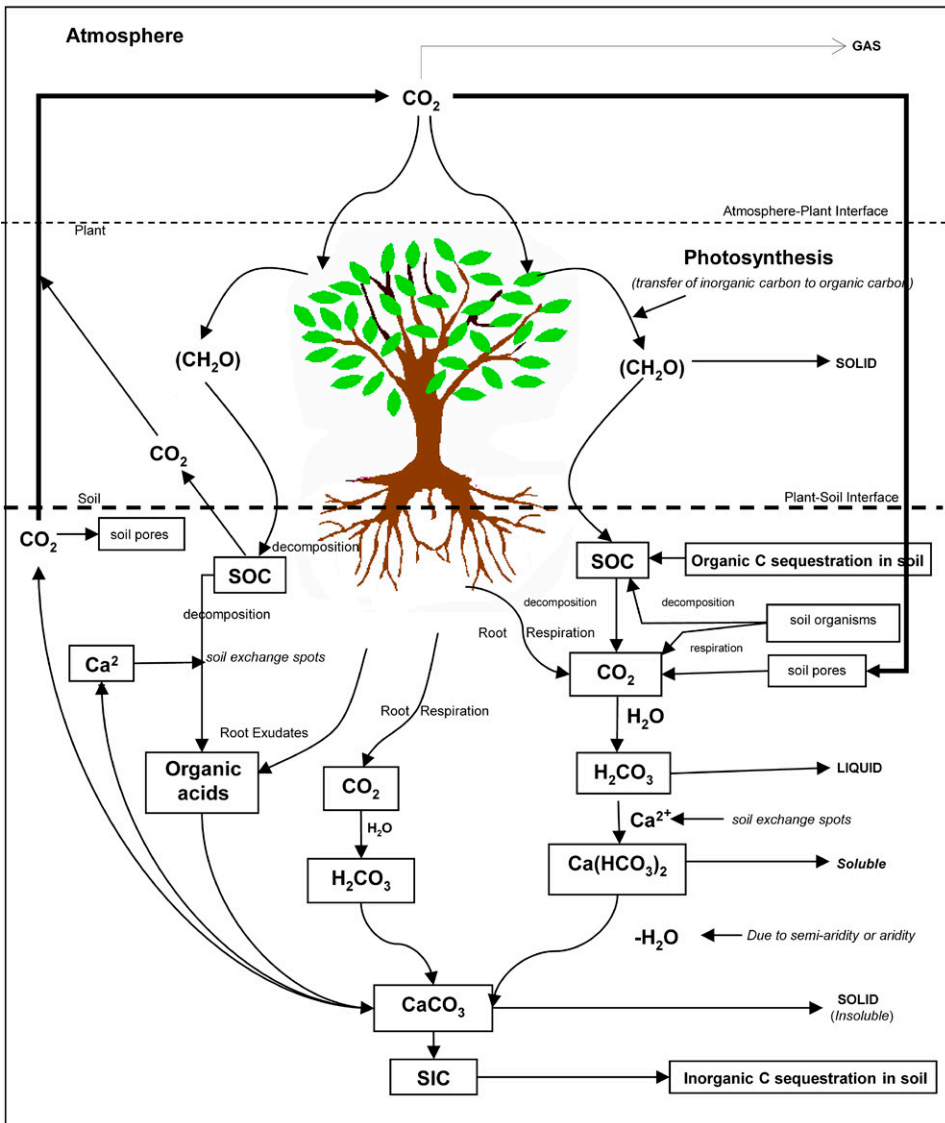 Atmosphere
GAS
CO₂
Atmosphere-Plant Interface
Plant
Photosynthesis
(transfer of inorganic carbon to organic carbon)
(CH₂O)
(CH₂O)
SOLID
CO₂
Soil
Plant-Soil Interface
CO₂
soil pores
decomposition
SOC
SOC
Organic C sequestration in soil
decomposition
decomposition
decomposition
soil organisms
Root Respiration
respiration
Ca²
soil exchange spots
CO₂
soil pores
Root Respiration
H₂O
Root Exudates
Organic
acids
CO₂
H₂CO₃
LIQUID
H₂O
Ca²⁺
soil exchange spots
H₂CO₃
Ca(HCO₃)₂
Soluble
-H₂O
Due to semi-aridity or aridity
CaCO₃
SOLID
(Insoluble)
SIC
Inorganic C sequestration in soil